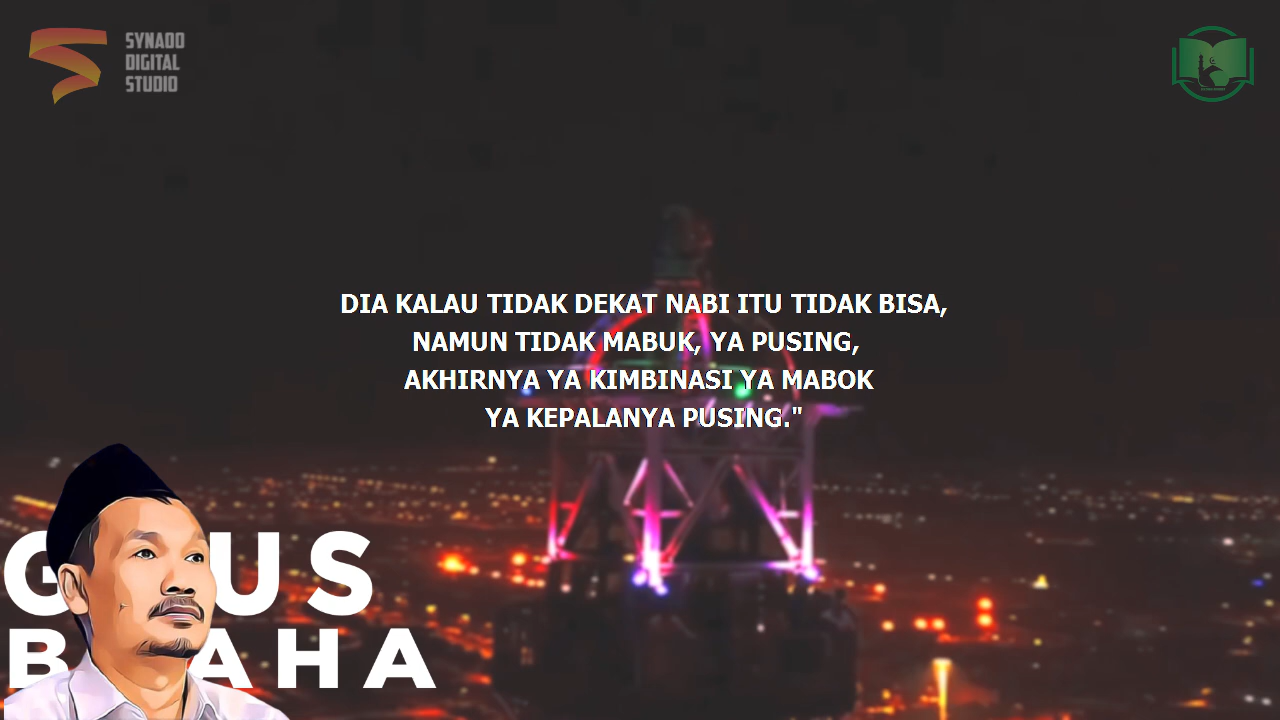 SYNADO
DIGITAL
STUDIO
DIA KALAU TIDAK DEKAT NABI ITU TIDAK BISA,
NAMUN TIDAK MABUK, YA PUSING,
AKHIRNYA YA KIMBINASI YA MABOK
YA KEPALANYA PUSING."
GUS
BAHA